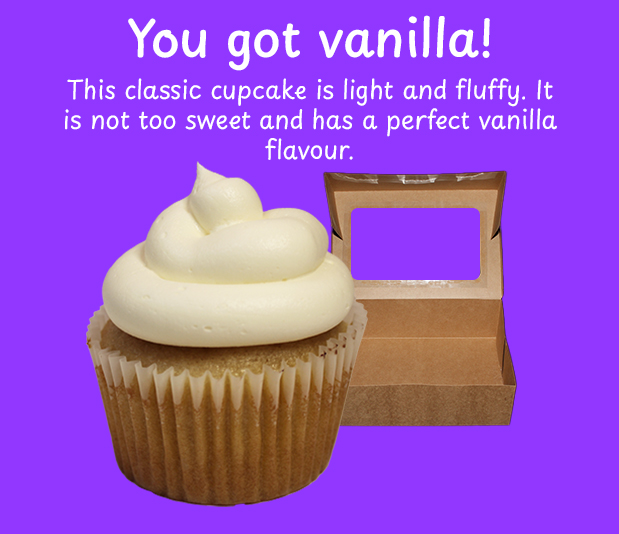 You got vanilla!
This classic cupcake is light and fluffy. It
is not too sweet and has a perfect vanilla
flavour.